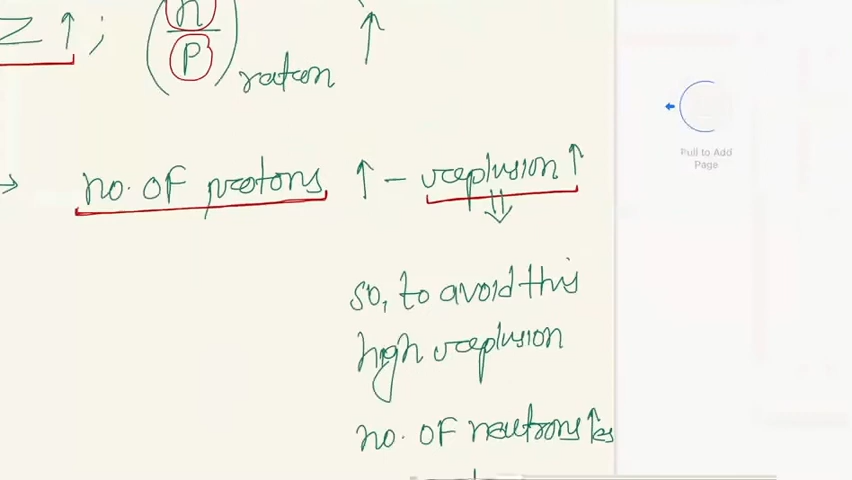 Z ↑ ; (n/p) ration ↑
→ no. of protons ↑ - repulsion ↑
⇓
so, to avoid this
high repulsion
no. of neutrons ↑es
Pull to Add
Page